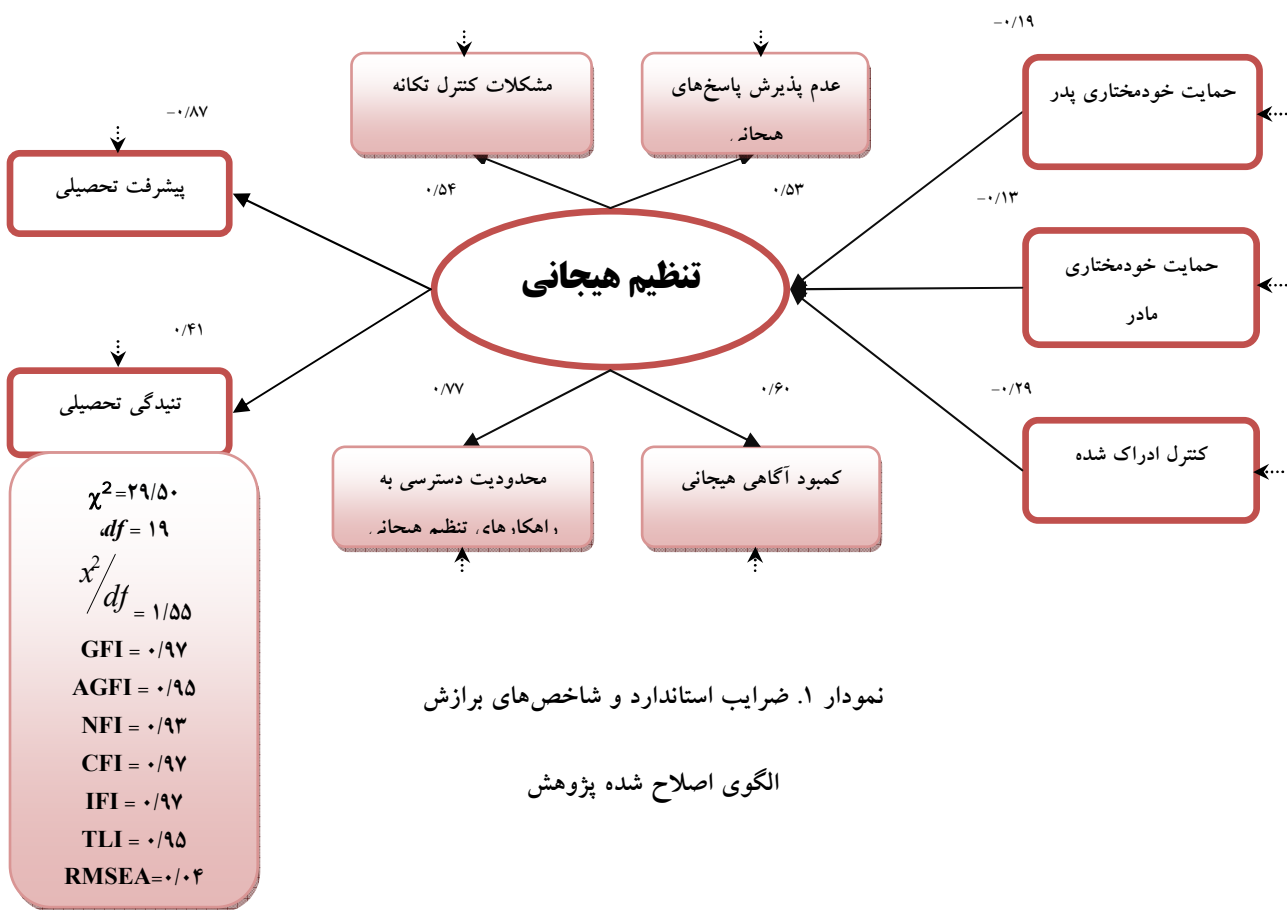 −۰/۱۹
حمایت خودمختاری پدر
عدم پذیرش پاسخ‌های
هیجانی
مشکلات کنترل تکانه
−۰/۸۷
پیشرفت تحصیلی
۰/۵۳
۰/۵۴
−۰/۱۳
حمایت خودمختاری
مادر
تنظیم هیجانی
۰/۴۱
تنیدگی تحصیلی
−۰/۲۹
کنترل ادراک شده
۰/۶۰
۰/۷۷
کمبود آگاهی هیجانی
محدودیت دسترسی به
راهکارهای تنظیم هیجانی
χ²=۲۹/۵۰
،df = ۱۹
x²/df = ۱/۵۵
GFI = ۰/۹۷
AGFI = ۰/۹۵
NFI = ۰/۹۳
CFI = ۰/۹۷
IFI = ۰/۹۷
TLI = ۰/۹۵
RMSEA=۰/۰۴
نمودار ۱. ضرایب استاندارد و شاخص‌های برازش
الگوی اصلاح شده پژوهش